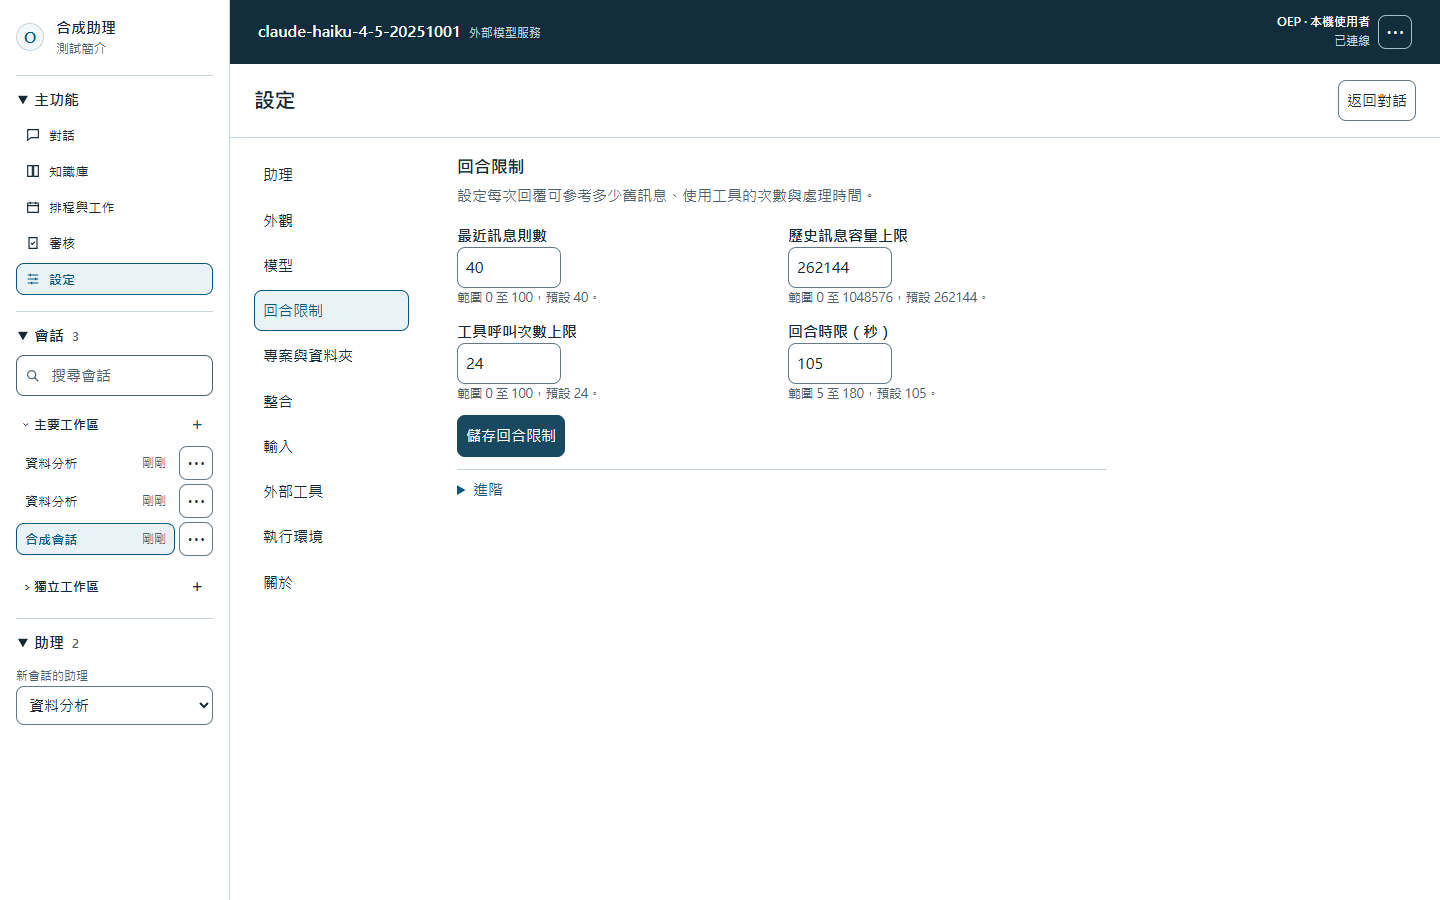 O
合成助理
測試簡介
▼ 主功能
對話
知識庫
排程與工作
審核
設定
▼ 會話 3
搜尋會話
主要工作區 +
資料分析 剛剛 ···
資料分析 剛剛 ···
合成會話 剛剛 ···
獨立工作區 +
▼ 助理 2
新會話的助理
資料分析
claude-haiku-4-5-20251001 外部模型服務
OEP · 本機使用者
已連線
···
設定
返回對話
助理
外觀
模型
回合限制
專案與資料夾
整合
輸入
外部工具
執行環境
關於
回合限制
設定每次回覆可參考多少舊訊息、使用工具的次數與處理時間。
最近訊息則數
40
範圍 0 至 100，預設 40。
歷史訊息容量上限
262144
範圍 0 至 1048576，預設 262144。
工具呼叫次數上限
24
範圍 0 至 100，預設 24。
回合時限（秒）
105
範圍 5 至 180，預設 105。
儲存回合限制
▶ 進階